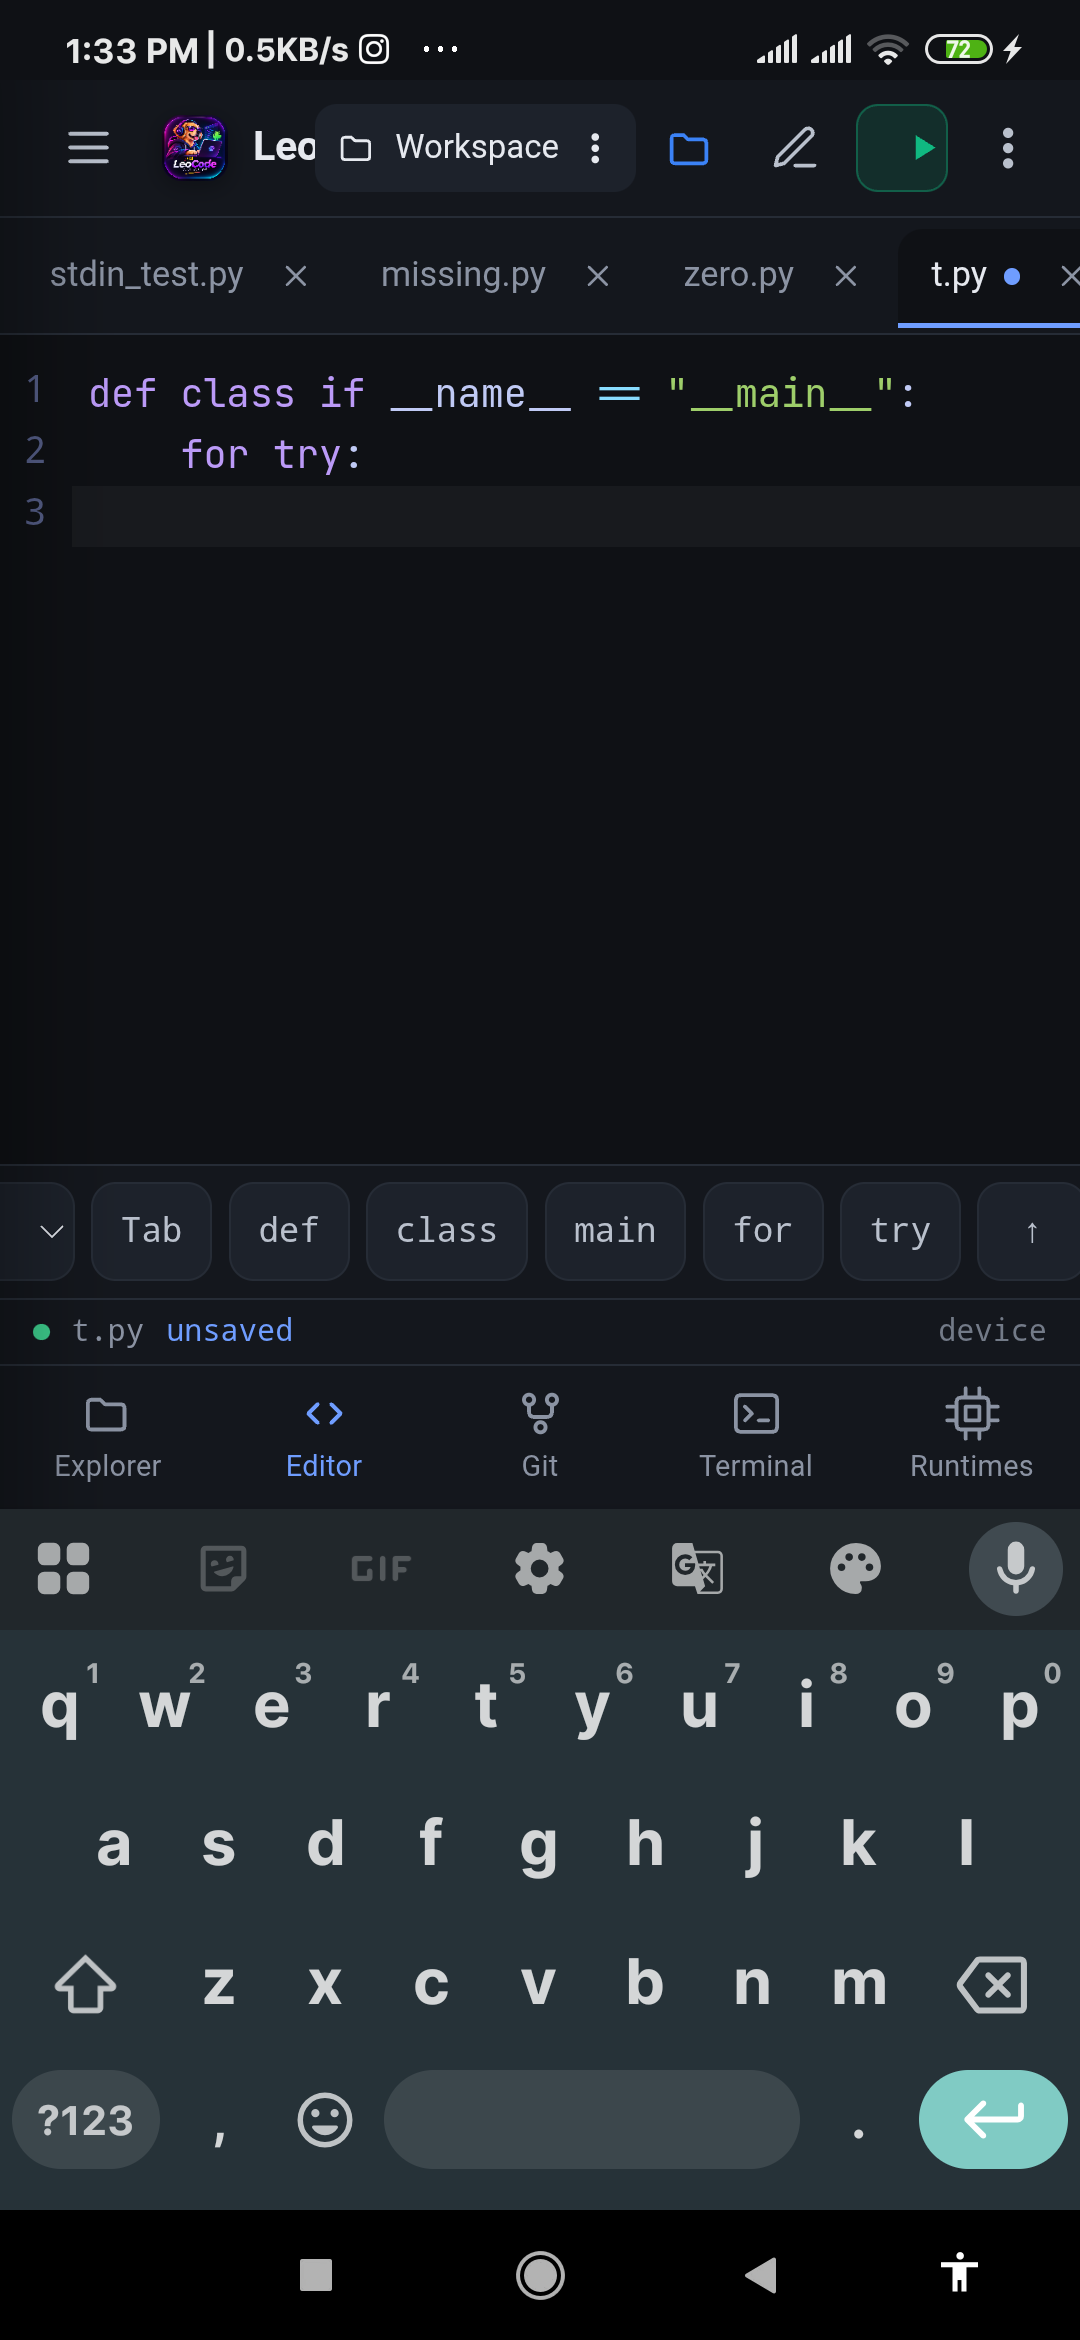 1:33 PM | 0.5KB/s ... 72
LeoCode
Leo
Workspace
stdin_test.py missing.py zero.py t.py
1 def class if __name__ == "__main__":
2 for try:
3
Tab def class main for try ↑
t.py unsaved device
Explorer Editor Git Terminal Runtimes
GIF G 文
q 1 w 2 e 3 r 4 t 5 y 6 u 7 i 8 o 9 p 0
a s d f g h j k l
z x c v b n m
?123 , .